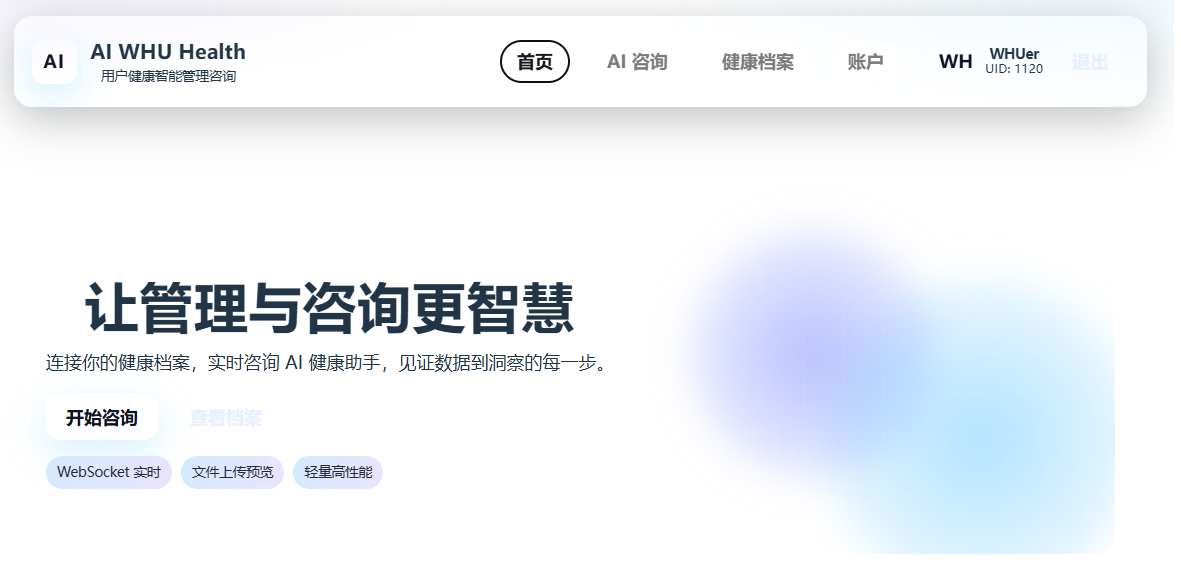 AI
AI WHU Health
用户健康智能管理咨询
首页
AI 咨询
健康档案
账户
WH
WHUer
UID: 1120
退出
让管理与咨询更智慧
连接你的健康档案，实时咨询 AI 健康助手，见证数据到洞察的每一步。
开始咨询
查看档案
WebSocket 实时
文件上传预览
轻量高性能